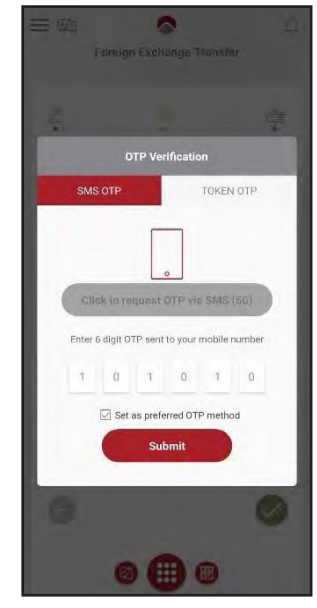 Foreign Exchange Transfer
OTP Verification
SMS OTP
TOKEN OTP
Click to request OTP via SMS (50)
Enter 6 digit OTP sent to your mobile number
1 0 1 0 1 0
Set as preferred OTP method
Submit